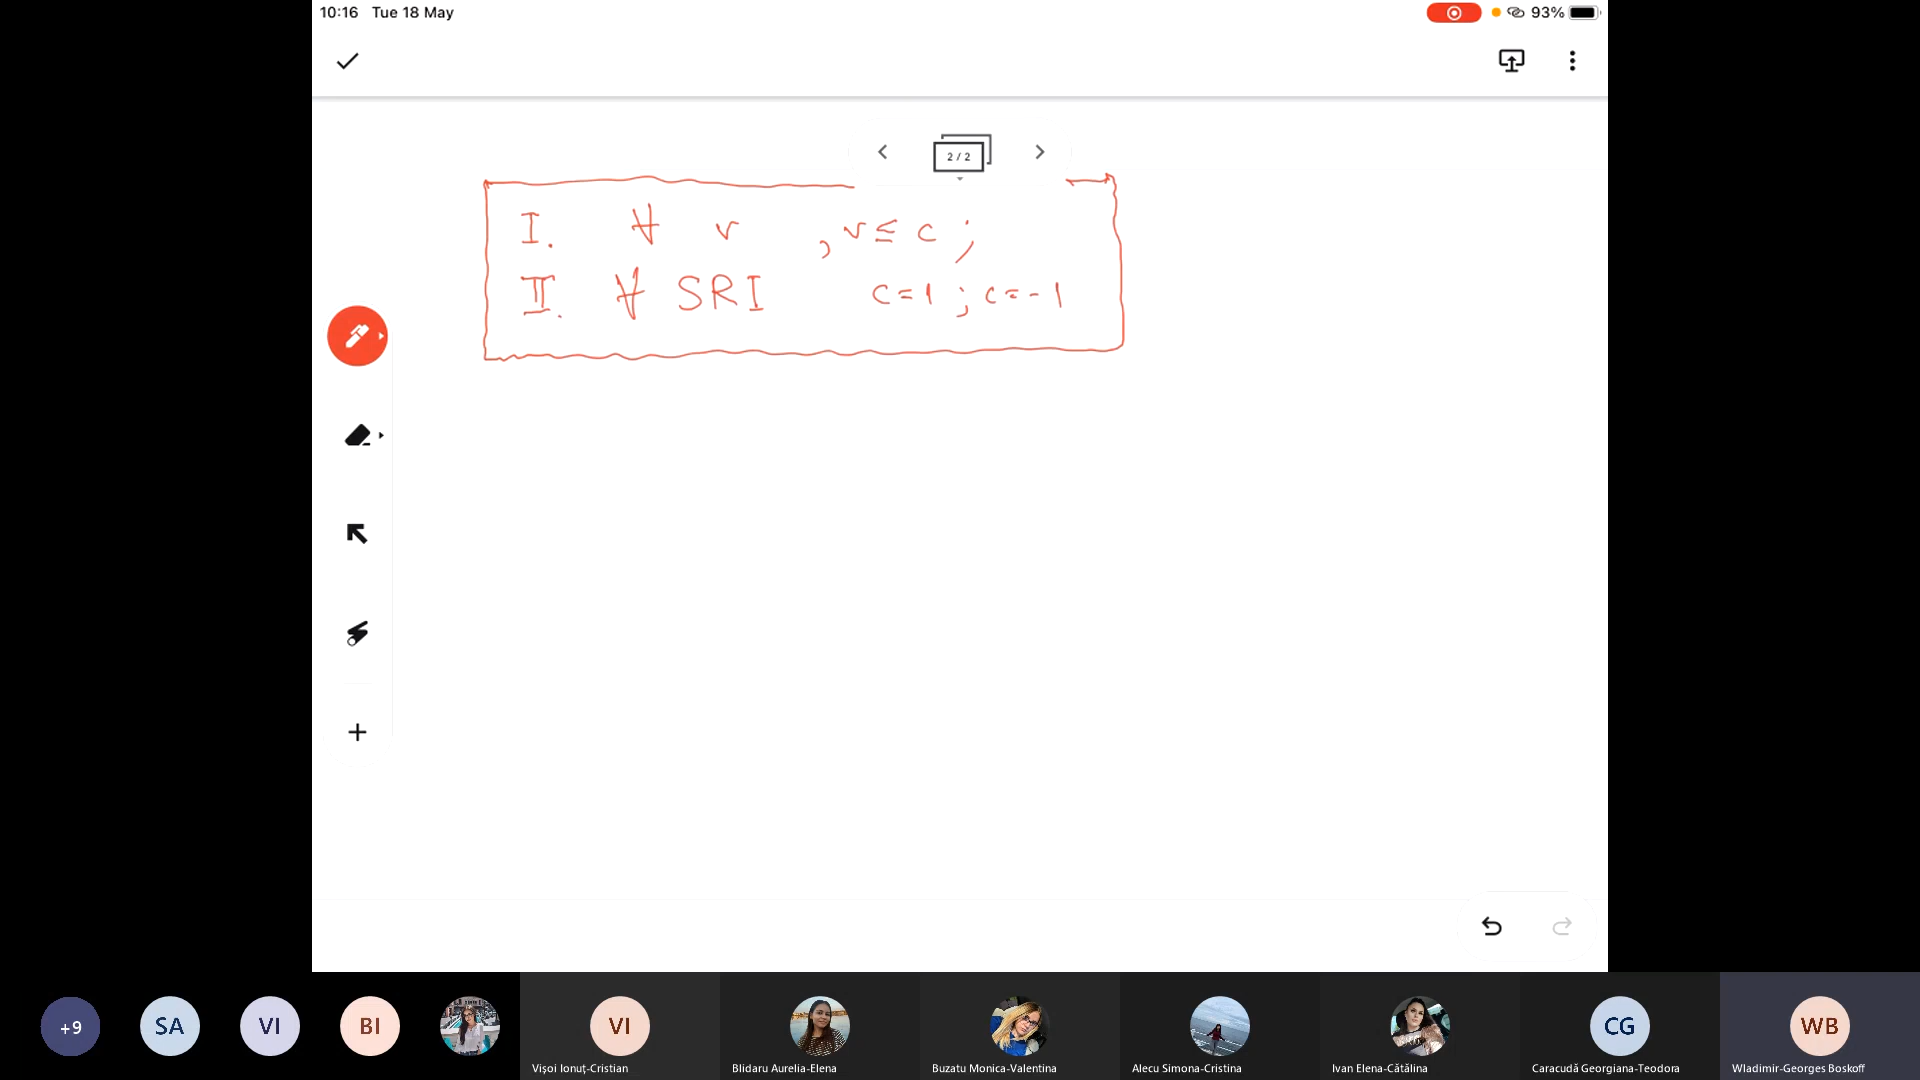 10:16 Tue 18 May 93%
2 / 2
I. ∀ v , v ≤ c ;
II. ∀ SRI c = 1 ; c = - 1
+9 SA VI BI VI CG WB
Vișoi Ionuț-Cristian Blidaru Aurelia-Elena Buzatu Monica-Valentina Alecu Simona-Cristina Ivan Elena-Cătălina Caracudă Georgiana-Teodora Wladimir-Georges Boskoff